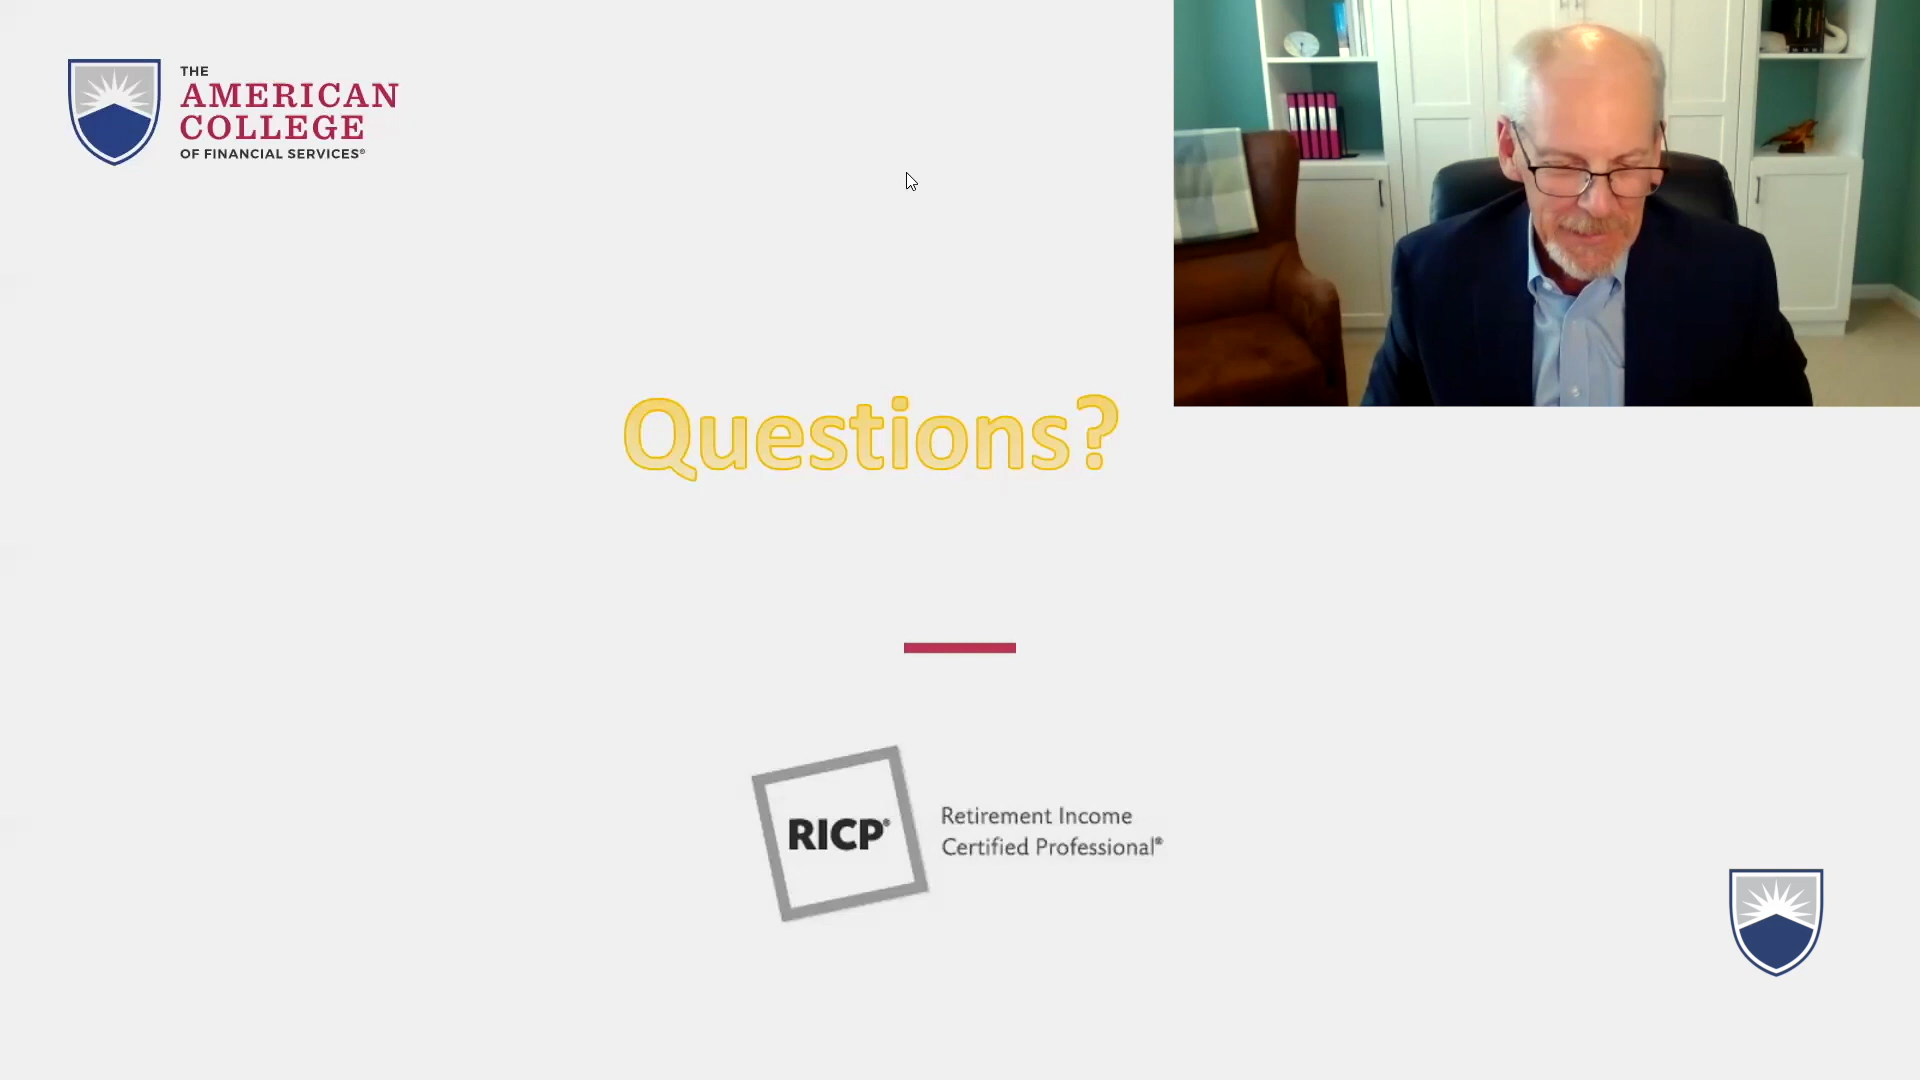 THE
AMERICAN
COLLEGE
OF FINANCIAL SERVICES®
Questions?
RICP®
Retirement Income
Certified Professional®